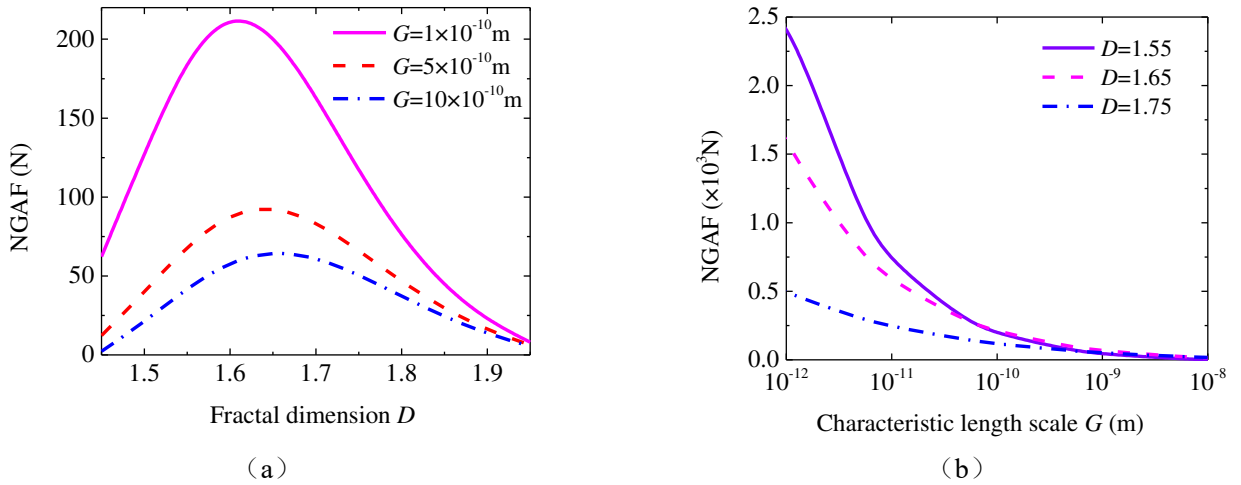 NGAF (N)
200
150
100
50
0
G=1×10⁻¹⁰m
G=5×10⁻¹⁰m
G=10×10⁻¹⁰m
1.5 1.6 1.7 1.8 1.9
Fractal dimension D
（a）
NGAF (×10³N)
2.5
2.0
1.5
1.0
0.5
0.0
D=1.55
D=1.65
D=1.75
10⁻¹² 10⁻¹¹ 10⁻¹⁰ 10⁻⁹ 10⁻⁸
Characteristic length scale G (m)
（b）